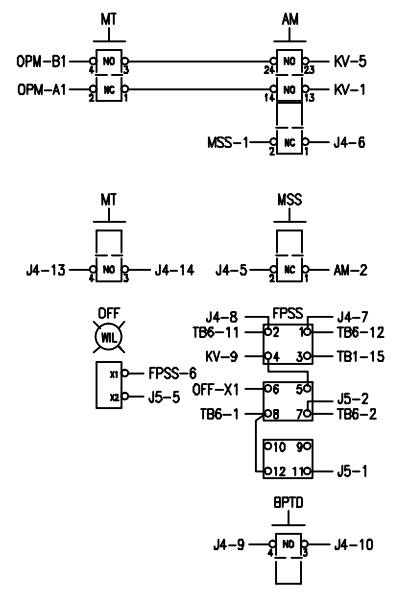 MT AM
OPM-B1 4 NO 3 24 NO 23 KV-5
OPM-A1 2 NC 1 14 NO 13 KV-1
MSS-1 2 NC 1 J4-6
MT MSS
J4-13 4 NO 3 J4-14 J4-5 2 NC 1 AM-2
OFF FPSS
WIL
J4-8 J4-7
TB6-11 2 1 TB6-12
KV-9 4 3 TB1-15
X1 FPSS-6
X2 J5-5
OFF-X1 6 5
J5-2
TB6-1 8 7 TB6-2
10 9
12 11 J5-1
BPTD
J4-9 4 NO 3 J4-10